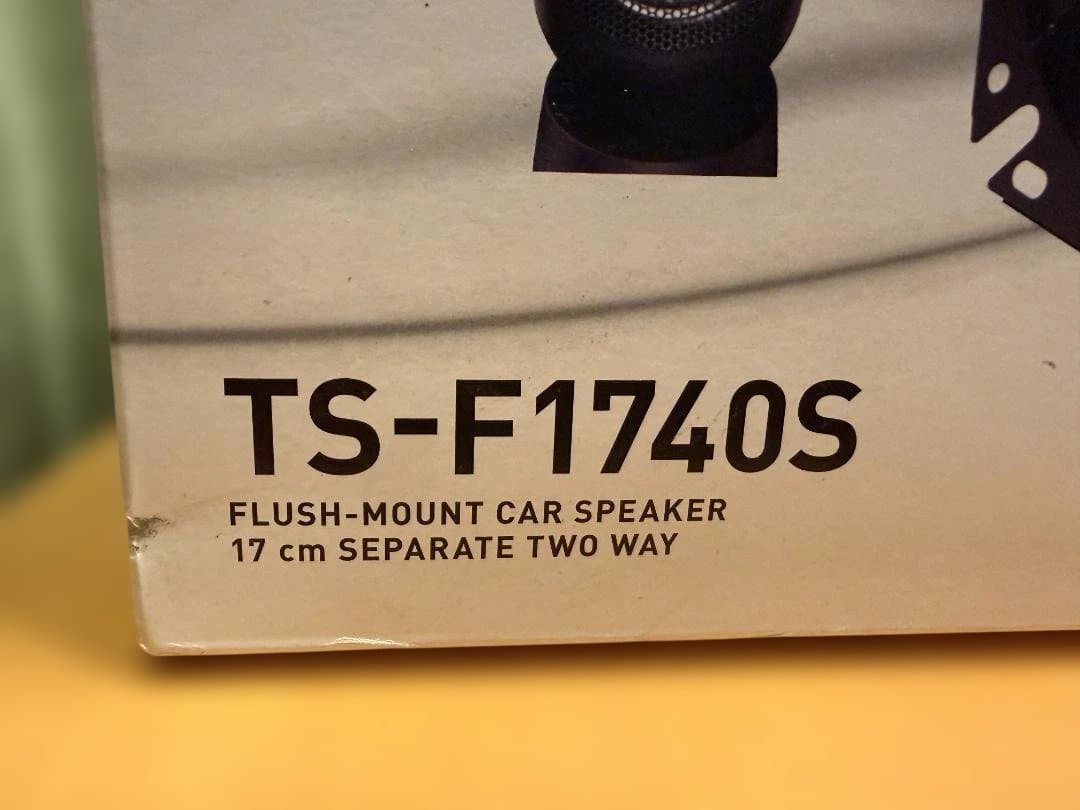 TS-F1740S
FLUSH-MOUNT CAR SPEAKER
17 cm SEPARATE TWO WAY